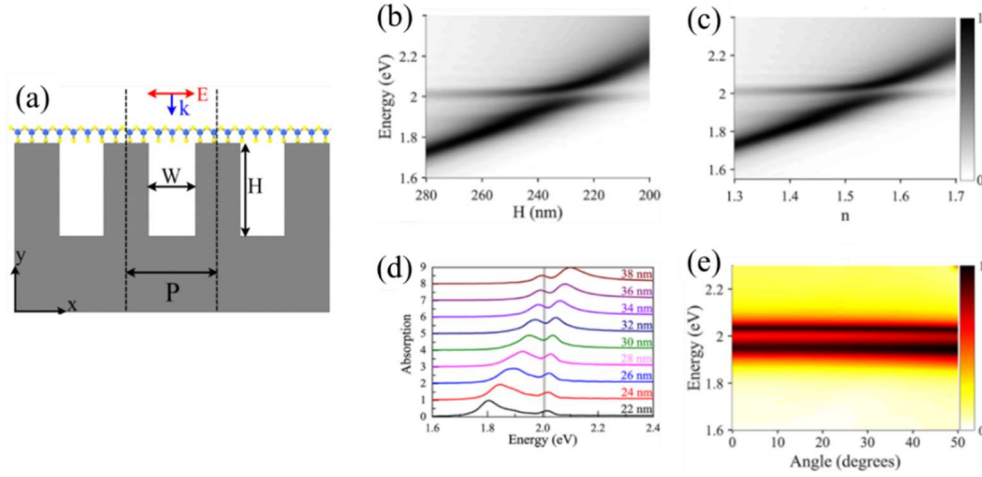 (a)
E
k
W
H
P
y
x
(b)
Energy (eV)
2.2
2.0
1.8
1.6
280
260
240
220
200
H (nm)
(c)
Energy (eV)
2.2
2.0
1.8
1.6
1.3
1.4
1.5
1.6
1.7
n
1
0
(d)
Absorption
9
8
7
6
5
4
3
2
1
0
38 nm
36 nm
34 nm
32 nm
30 nm
28 nm
26 nm
24 nm
22 nm
1.6
1.8
2.0
2.2
2.4
Energy (eV)
(e)
Energy (eV)
2.2
2
1.8
1.6
0
10
20
30
40
50
Angle (degrees)
1
0